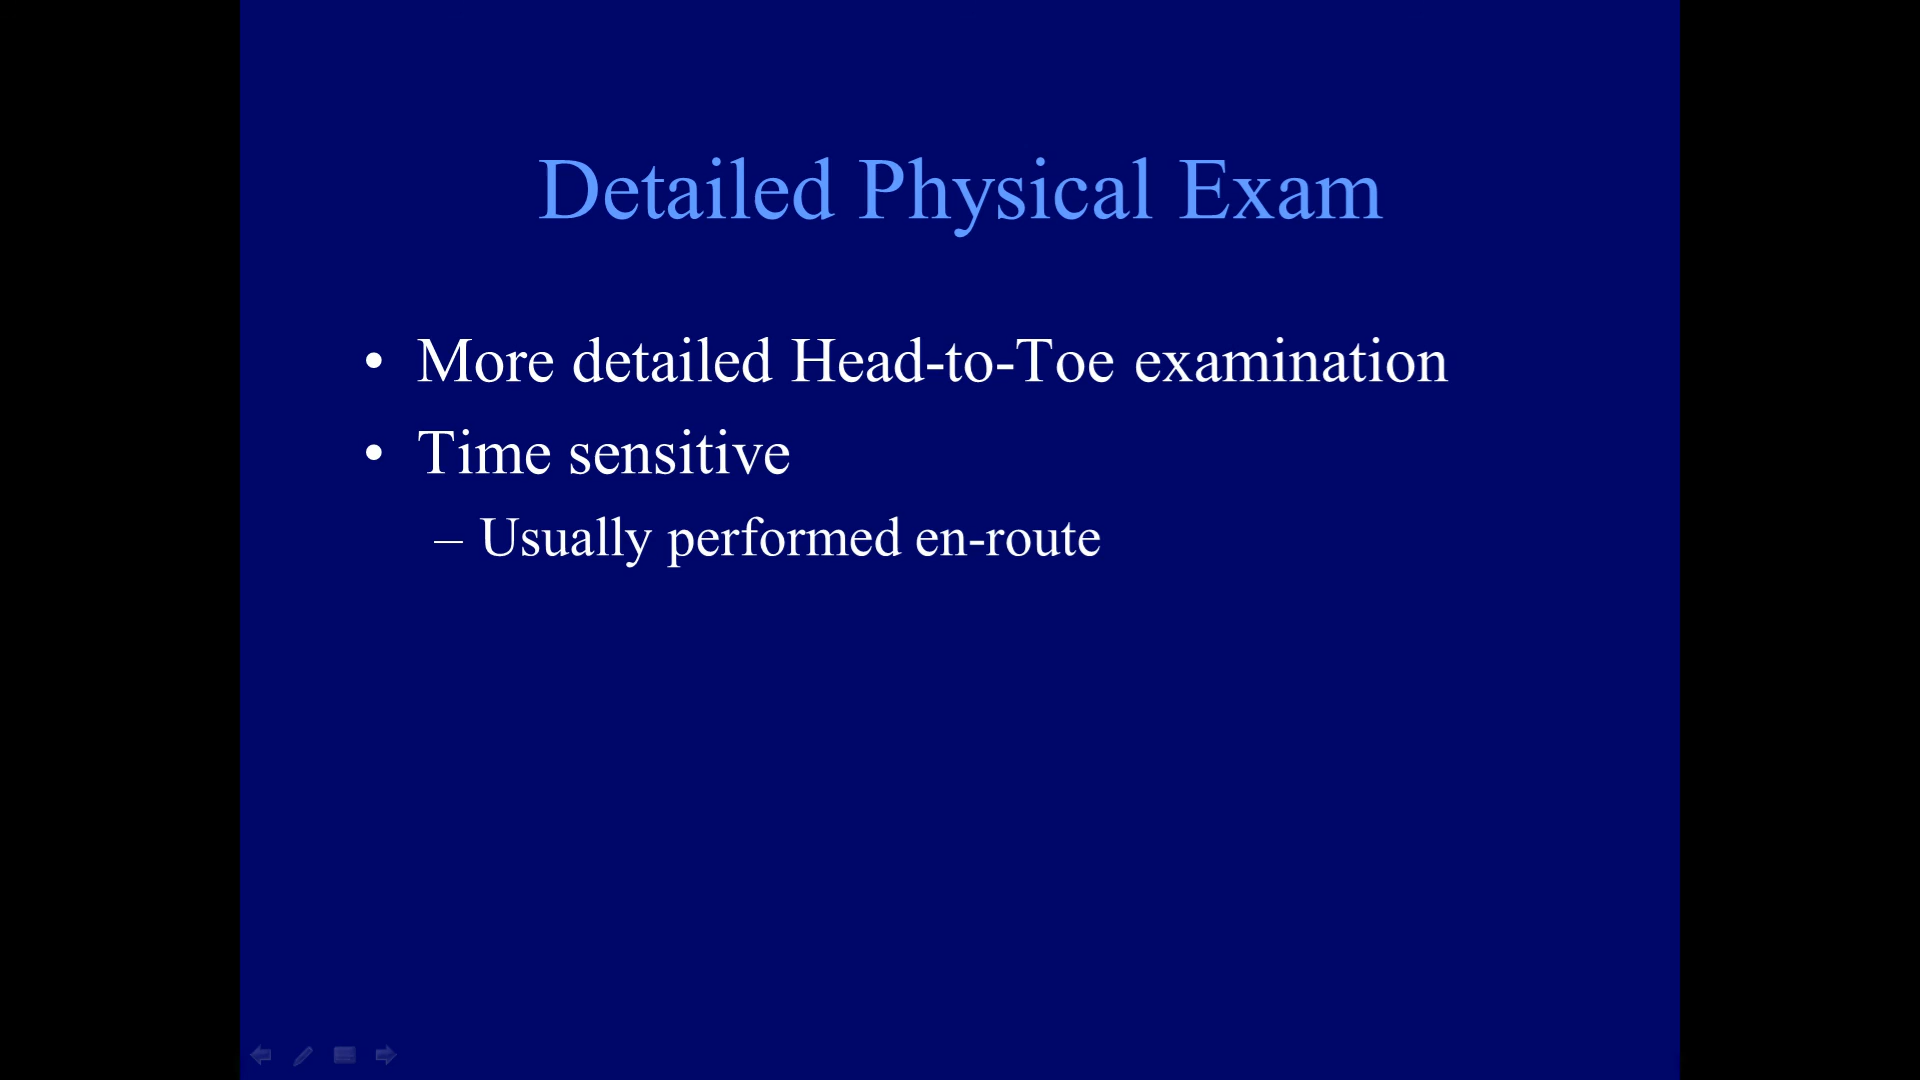 Detailed Physical Exam
• More detailed Head-to-Toe examination
• Time sensitive
– Usually performed en-route